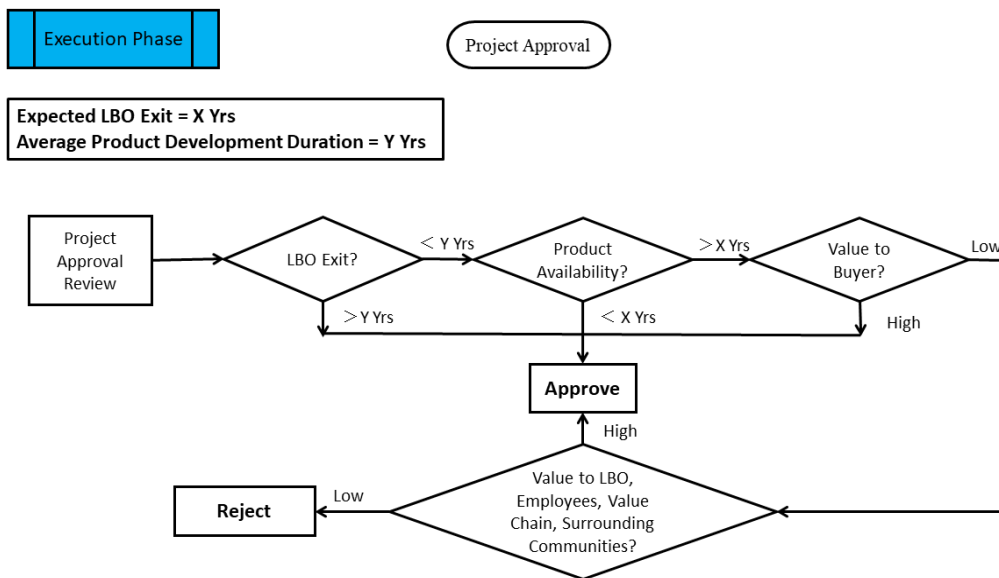 Execution Phase
Project Approval
Expected LBO Exit = X Yrs
Average Product Development Duration = Y Yrs
Project
Approval
Review
LBO Exit?
＜ Y Yrs
Product
Availability?
＞X Yrs
Value to
Buyer?
Low
＞Y Yrs
＜ X Yrs
High
Approve
High
Value to LBO,
Employees, Value
Chain, Surrounding
Communities?
Low
Reject